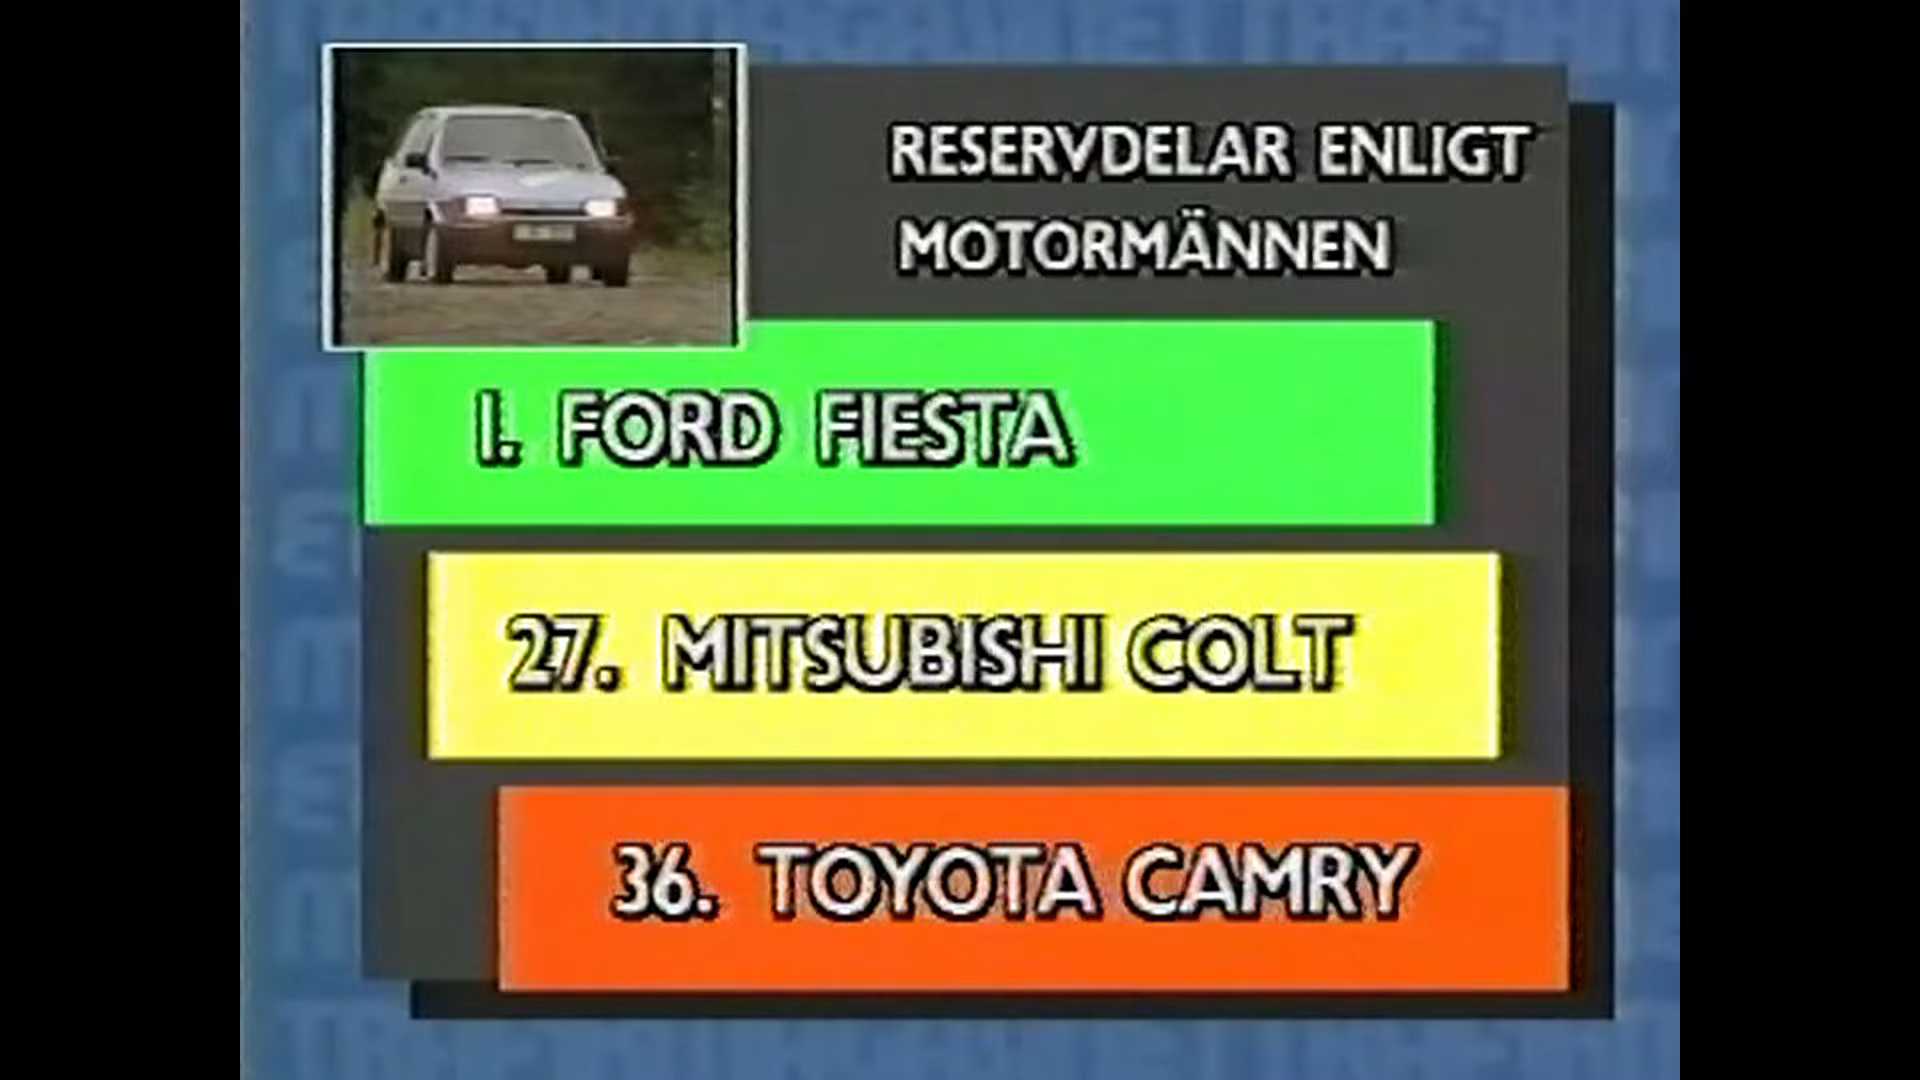 RESERVDELAR ENLIGT
MOTORMÄNNEN
1. FORD FIESTA
27. MITSUBISHI COLT
36. TOYOTA CAMRY